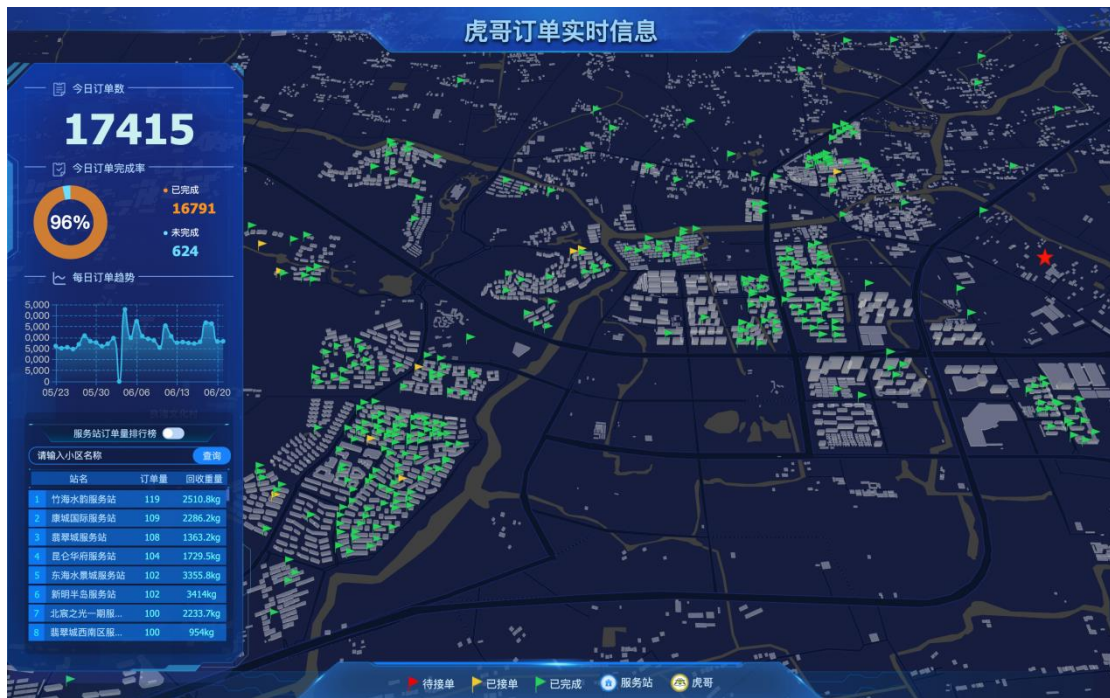 虎哥订单实时信息
今日订单数
17415
今日订单完成率
96%
已完成
16791
未完成
624
每日订单趋势
5,000
0,000
5,000
0,000
5,000
0
05/23 05/30 06/06 06/13 06/20
服务站订单量排行榜
请输入小区名称 查询
站名 订单量 回收重量
1 竹海水韵服务站 119 2510.8kg
2 康城国际服务站 109 2286.2kg
3 翡翠城服务站 108 1363.2kg
4 昆仑华府服务站 104 1729.5kg
5 东海水景城服务站 102 3355.8kg
6 新明半岛服务站 102 3414kg
7 北宸之光一期服... 100 2233.7kg
8 翡翠城西南区服... 100 954kg
待接单 已接单 已完成 服务站 虎哥